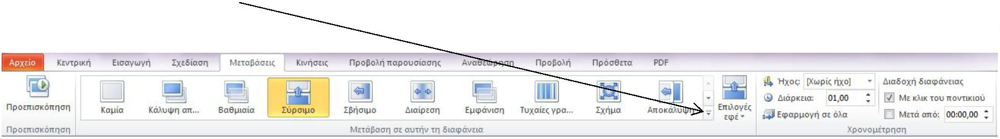 Αρχείο Κεντρική Εισαγωγή Σχεδίαση Μεταβάσεις Κινήσεις Προβολή παρουσίασης Αναθεώρηση Προβολή Πρόσθετα PDF
Προεπισκόπηση
Καμία Κάλυψη απ... Βαθμιαία Σύρσιμο Σβήσιμο Διαίρεση Εμφάνιση Τυχαίες γρα... Σχήμα Αποκάλυψη
Επιλογές
εφέ
Ήχος: [Χωρίς ήχο]
Διάρκεια: 01,00
Εφαρμογή σε όλα
Διαδοχή διαφάνειας
Με κλικ του ποντικιού
Μετά από: 00:00,00
Προεπισκόπηση
Μετάβαση σε αυτήν τη διαφάνεια
Χρονομέτρηση